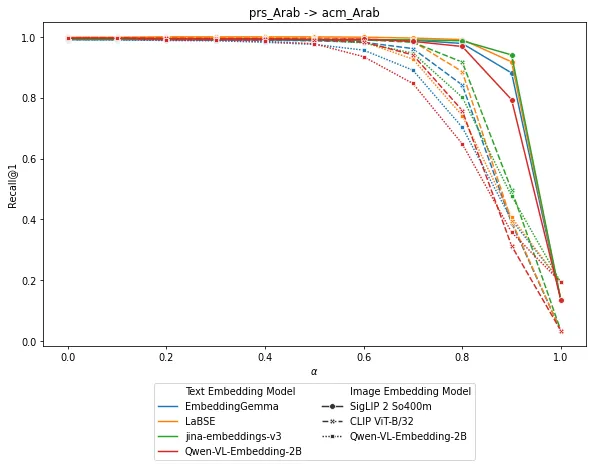 prs_Arab -> acm_Arab
Recall@1
1.0
0.8
0.6
0.4
0.2
0.0
0.0 0.2 0.4 0.6 0.8 1.0
α
Text Embedding Model
EmbeddingGemma
LaBSE
jina-embeddings-v3
Qwen-VL-Embedding-2B
Image Embedding Model
SigLIP 2 So400m
CLIP ViT-B/32
Qwen-VL-Embedding-2B